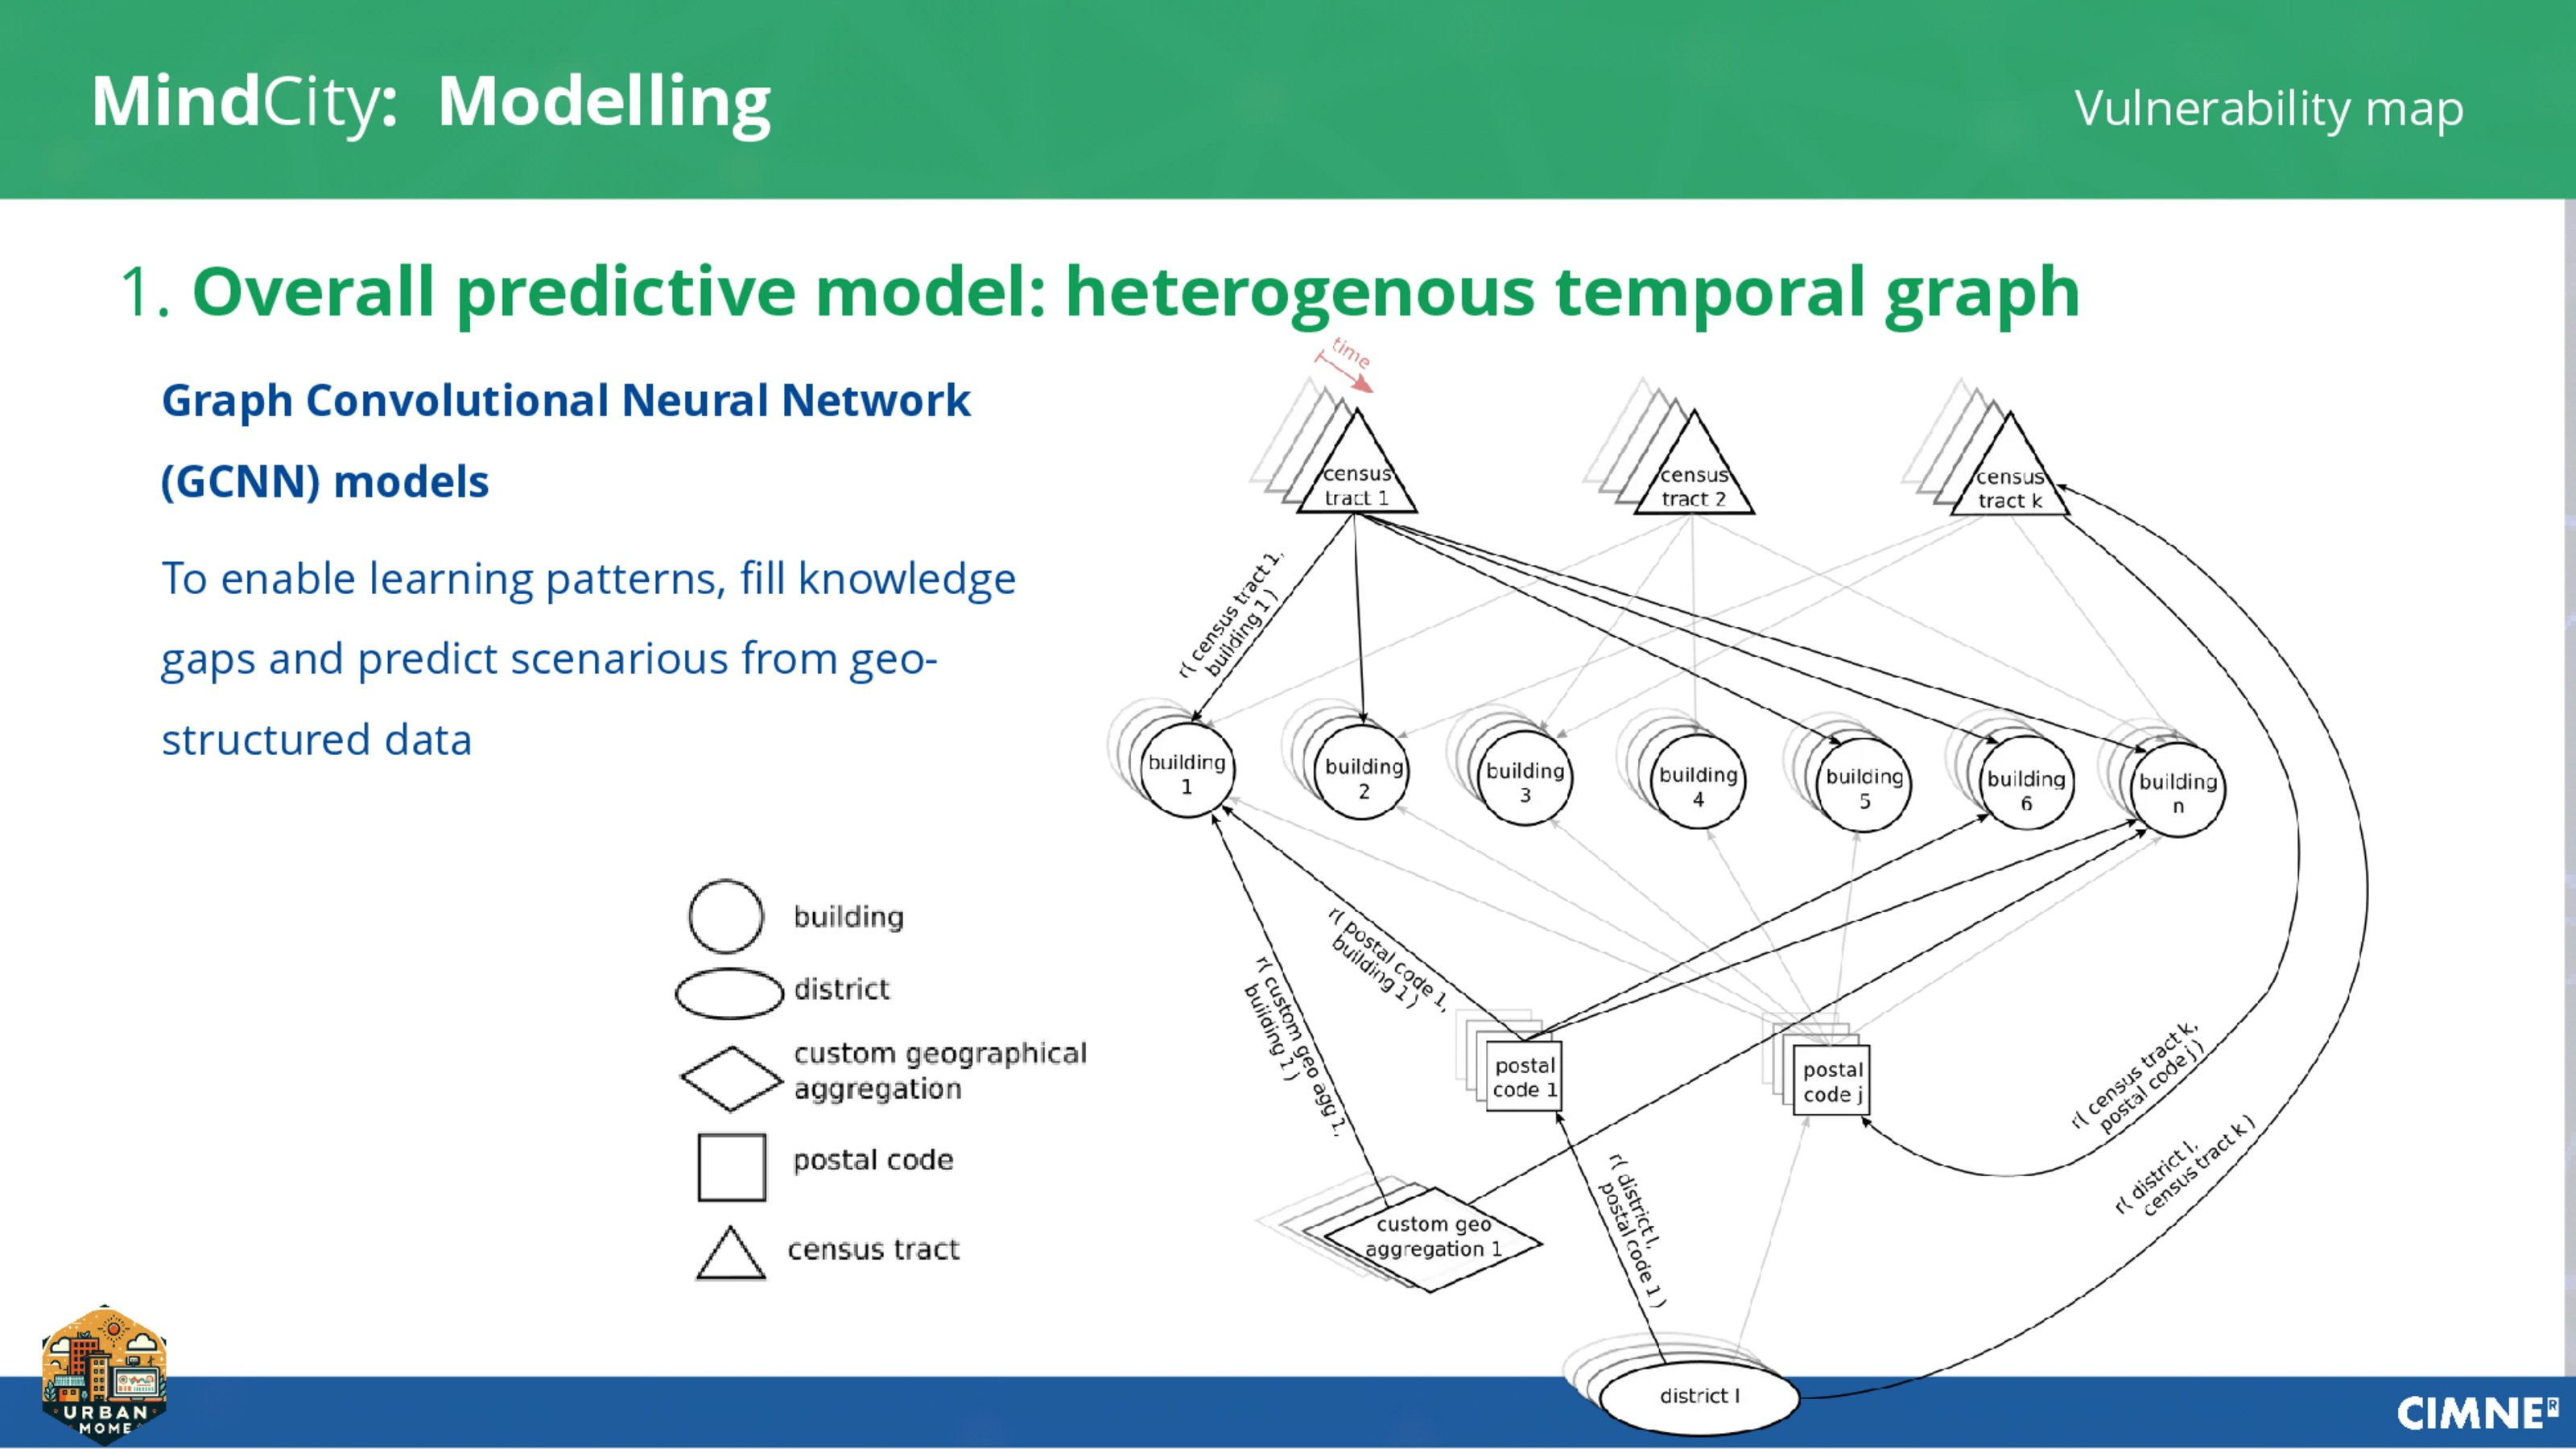 MindCity: Modelling
Vulnerability map
1. Overall predictive model: heterogenous temporal graph
Graph Convolutional Neural Network
(GCNN) models
To enable learning patterns, fill knowledge
gaps and predict scenarious from geo-
structured data
time
census
tract 1
census
tract 2
census
tract k
r( census tract 1,
building 1 )
building
1
building
2
building
3
building
4
building
5
building
6
building
n
building
district
custom geographical
aggregation
postal code
census tract
r( postal code 1,
building 1 )
r( custom geo agg 1,
building 1 )
postal
code 1
postal
code j
r( census tract k,
postal code j )
r( district l,
census tract k )
r( district l,
postal code 1 )
custom geo
aggregation 1
district l
URBAN
MOME
CIMNE R